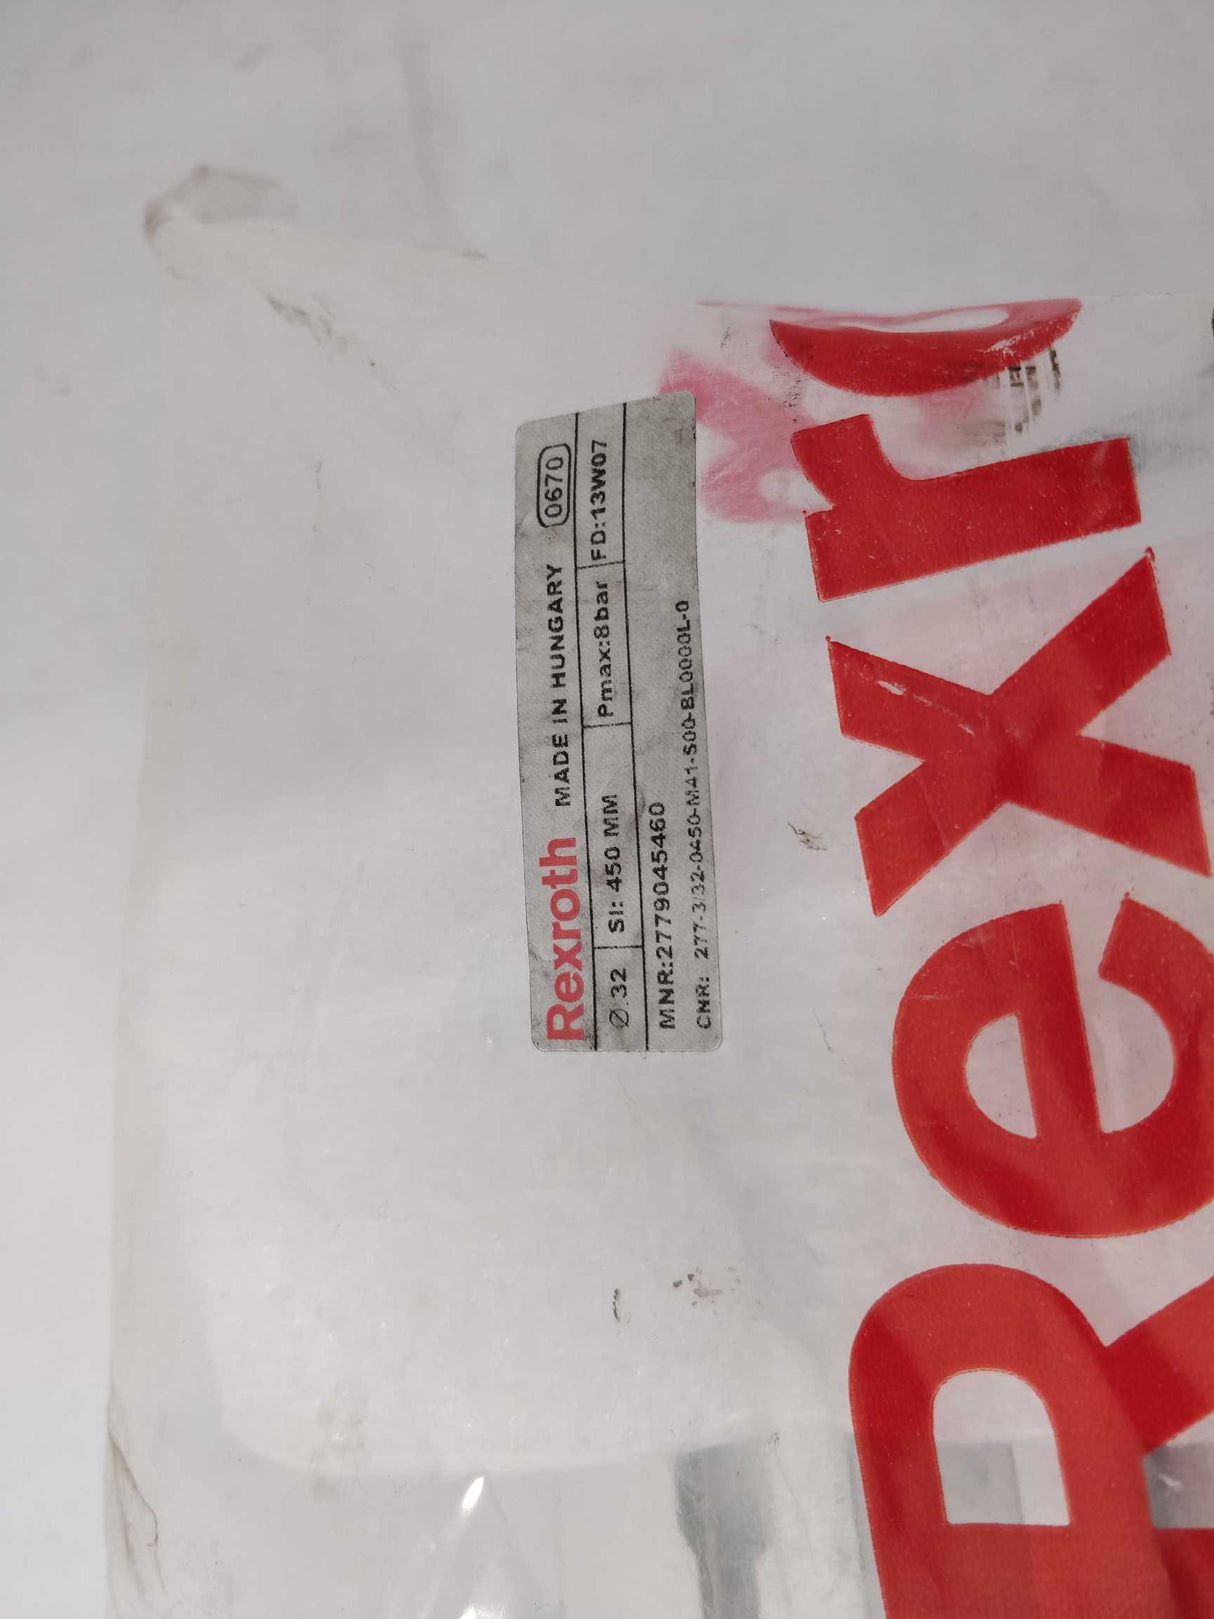 Rexroth MADE IN HUNGARY 0670
Ø:32 SI: 450 MM Pmax:8bar FD:13W07
MNR:2779045460
CNR: 277-3/32-0450-M41-S00-BL0000L-0
Rexro